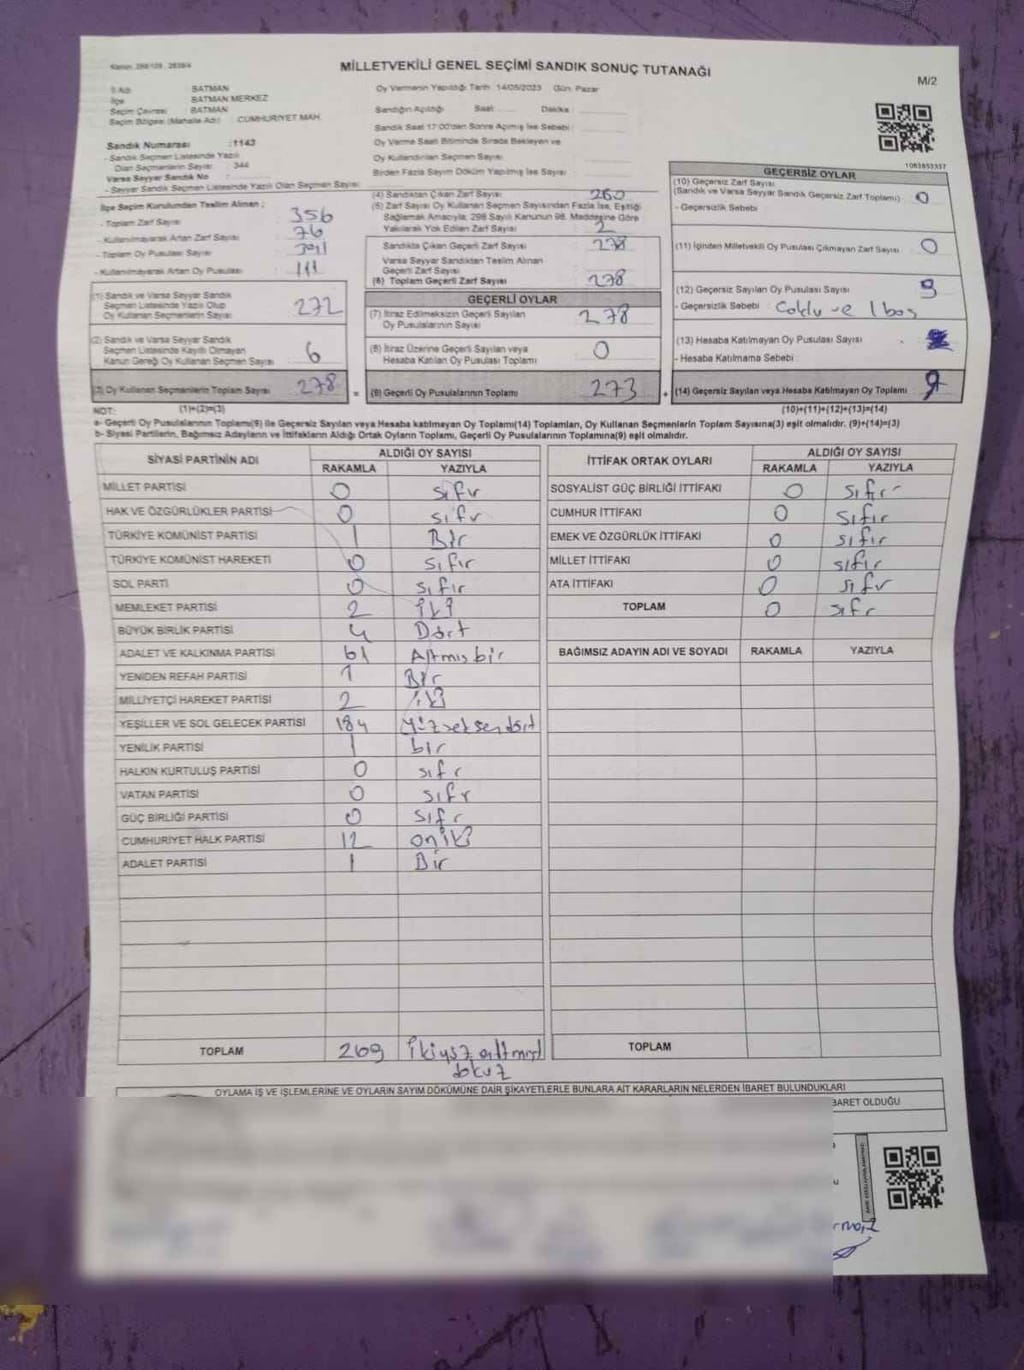 MİLLETVEKİLİ GENEL SEÇİMİ SANDIK SONUÇ TUTANAĞI
M/2
İl Adı BATMAN
İlçe BATMAN MERKEZ
Seçim Çevresi BATMAN
Seçim Bölgesi (Mahalle Adı) : CUMHURİYET MAH.
Oy Vermenin Yapıldığı Tarih: 14/05/2023 Gün: Pazar
Sandığın Açıldığı Saat: Dakika:
Sandık Saat 17:00'den Sonra Açılmış İse Sebebi:
Oy Verme Saati Bitiminde Sırada Bekleyen ve
Oy Kullandırılan Seçmen Sayısı
Birden Fazla Sayım Döküm Yapılmış İse Sayısı
1063853337
Sandık Numarası : 1143
- Sandık Seçmen Listesinde Yazılı
Olan Seçmenlerin Sayısı 344
Varsa Seyyar Sandık No
- Seyyar Sandık Seçmen Listesinde Yazılı Olan Seçmen Sayısı:
İlçe Seçim Kurulundan Teslim Alınan ;
- Toplam Zarf Sayısı 356
- Kullanılmayarak Artan Zarf Sayısı 76
- Toplam Oy Pusulası Sayısı
- Kullanılmayarak Artan Oy Pusulası 111
(1) Sandık ve Varsa Seyyar Sandık
Seçmen Listesinde Yazılı Olup
Oy Kullanan Seçmenlerin Sayısı 272
(2) Sandık ve Varsa Seyyar Sandık
Seçmen Listesinde Kayıtlı Olmayan
Kanun Gereği Oy Kullanan Seçmen Sayısı 6
(3) Oy Kullanan Seçmenlerin Toplam Sayısı 278 =
(4) Sandıktan Çıkan Zarf Sayısı 280
(5) Zarf Sayısı Oy Kullanan Seçmen Sayısından Fazla İse, Eşitliği
Sağlamak Amacıyla, 298 Sayılı Kanunun 98. Maddesine Göre
Yakılarak Yok Edilen Zarf Sayısı 2
Sandıkta Çıkan Geçerli Zarf Sayısı 278
Varsa Seyyar Sandıktan Teslim Alınan
Geçerli Zarf Sayısı
(6) Toplam Geçerli Zarf Sayısı 278
GEÇERLİ OYLAR
(7) İtiraz Edilmeksizin Geçerli Sayılan
Oy Pusulalarının Sayısı 278
(8) İtiraz Üzerine Geçerli Sayılan veya
Hesaba Katılan Oy Pusulası Toplamı 0
(9) Geçerli Oy Pusulalarının Toplamı 273 +
GEÇERSİZ OYLAR
(10) Geçersiz Zarf Sayısı
(Sandık ve Varsa Seyyar Sandık Geçersiz Zarf Toplamı) 0
- Geçersizlik Sebebi
(11) İçinden Milletvekili Oy Pusulası Çıkmayan Zarf Sayısı 0
(12) Geçersiz Sayılan Oy Pusulası Sayısı 9
- Geçersizlik Sebebi
(13) Hesaba Katılmayan Oy Pusulası Sayısı
- Hesaba Katılmama Sebebi
(14) Geçersiz Sayılan veya Hesaba Katılmayan Oy Toplamı 9
NOT: (1)+(2)=(3) (10)+(11)+(12)+(13)=(14)
a- Geçerli Oy Pusulalarının Toplamı(9) ile Geçersiz Sayılan veya Hesaba Katılmayan Oy Toplamı(14) Toplamları, Oy Kullanan Seçmenlerin Toplam Sayısına(3) eşit olmalıdır. (9)+(14)=(3)
b- Siyasi Partilerin, Bağımsız Adayların ve İttifakların Aldığı Ortak Oyların Toplamı, Geçerli Oy Pusulalarının Toplamına(9) eşit olmalıdır.
SİYASİ PARTİNİN ADI ALDIĞI OY SAYISI
RAKAMLA YAZIYLA
MİLLET PARTİSİ 0 sıfır
HAK VE ÖZGÜRLÜKLER PARTİSİ 0 sıfır
TÜRKİYE KOMÜNİST PARTİSİ 1 Bir
TÜRKİYE KOMÜNİST HAREKETİ 0 sıfır
SOL PARTİ 0 sıfır
MEMLEKET PARTİSİ 2 iki
BÜYÜK BİRLİK PARTİSİ 4 Dört
ADALET VE KALKINMA PARTİSİ 61 Altmış bir
YENİDEN REFAH PARTİSİ 1 Bir
MİLLİYETÇİ HAREKET PARTİSİ 2 iki
YEŞİLLER VE SOL GELECEK PARTİSİ 184 yüzseksendört
YENİLİK PARTİSİ 1 bir
HALKIN KURTULUŞ PARTİSİ 0 sıfır
VATAN PARTİSİ 0 sıfır
GÜÇ BİRLİĞİ PARTİSİ 0 sıfır
CUMHURİYET HALK PARTİSİ 12 oniki
ADALET PARTİSİ 1 Bir
TOPLAM 269 ikiyüz altmış
dokuz
İTTİFAK ORTAK OYLARI ALDIĞI OY SAYISI
RAKAMLA YAZIYLA
SOSYALİST GÜÇ BİRLİĞİ İTTİFAKI 0 sıfır
CUMHUR İTTİFAKI 0 sıfır
EMEK VE ÖZGÜRLÜK İTTİFAKI 0 sıfır
MİLLET İTTİFAKI 0 sıfır
ATA İTTİFAKI 0 sıfır
TOPLAM 0 sıfır
BAĞIMSIZ ADAYIN ADI VE SOYADI RAKAMLA YAZIYLA
TOPLAM
OYLAMA İŞ VE İŞLEMLERİNE VE OYLARIN SAYIM DÖKÜMÜNE DAİR ŞİKAYETLERLE BUNLARA AİT KARARLARIN NELERDEN İBARET BULUNDUKLARI
BARET OLDUĞU